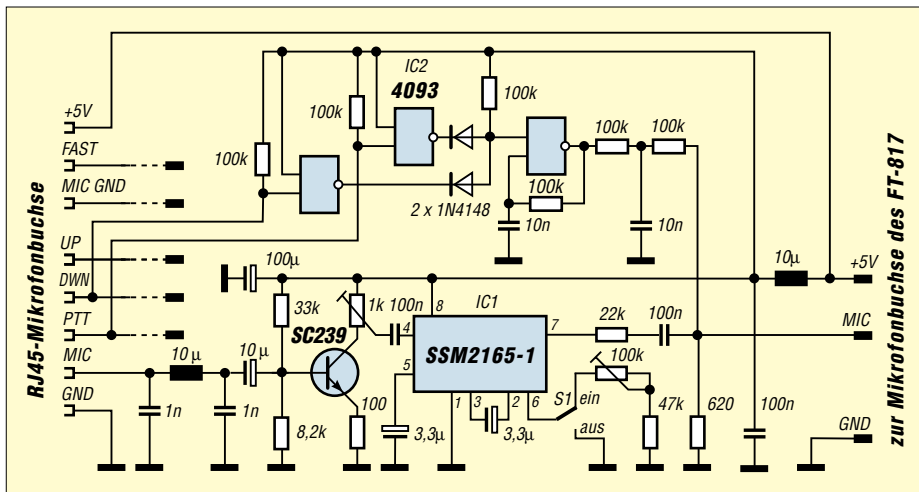 RJ45-Mikrofonbuchse
+5V
FAST
MIC GND
UP
DWN
PTT
MIC
GND
100k
100k
IC2
4093
100k
100k
100k
100k
2 x 1N4148
10n
10n
100µ
33k
1k
100n
SC239
10µ
10µ
1n
1n
8,2k
100
3,3µ
IC1
SSM2165-1
8
4
5
7
1
3
2
6
3,3µ
22k
100n
100k
S1
ein
aus
47k
620
100n
10µ
+5V
MIC
GND
zur Mikrofonbuchse des FT-817